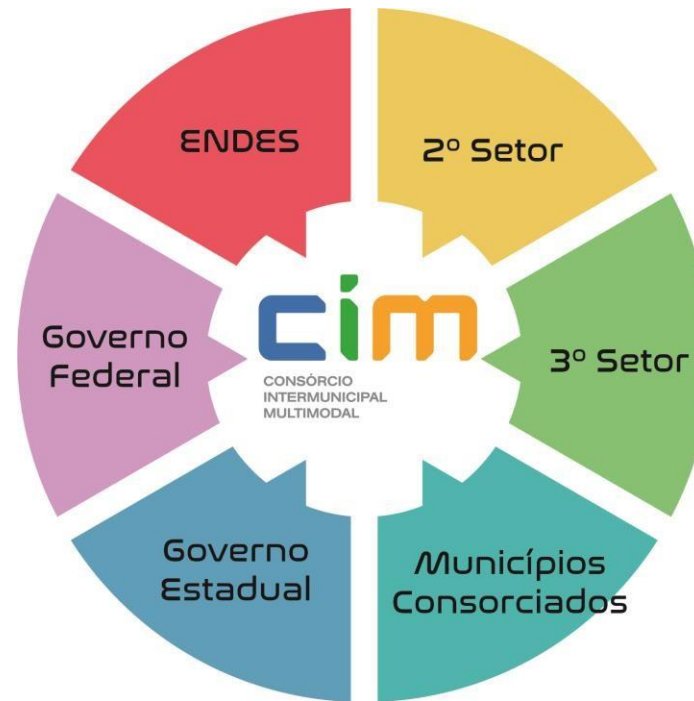 ENDES
2º Setor
Governo
Federal
cim
CONSÓRCIO
INTERMUNICIPAL
MULTIMODAL
3º Setor
Governo
Estadual
Municípios
Consorciados